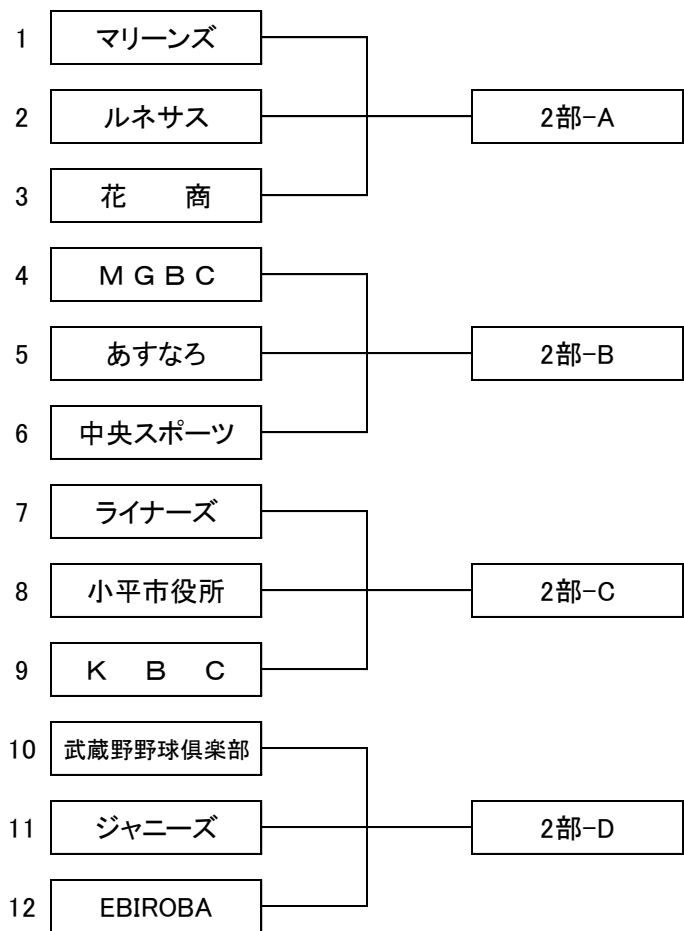 1 マリーンズ
2 ルネサス 2部-A
3 花　商
4 ＭＧＢＣ
5 あすなろ 2部-B
6 中央スポーツ
7 ライナーズ
8 小平市役所 2部-C
9 Ｋ　Ｂ　Ｃ
10 武蔵野野球倶楽部
11 ジャニーズ 2部-D
12 EBIROBA